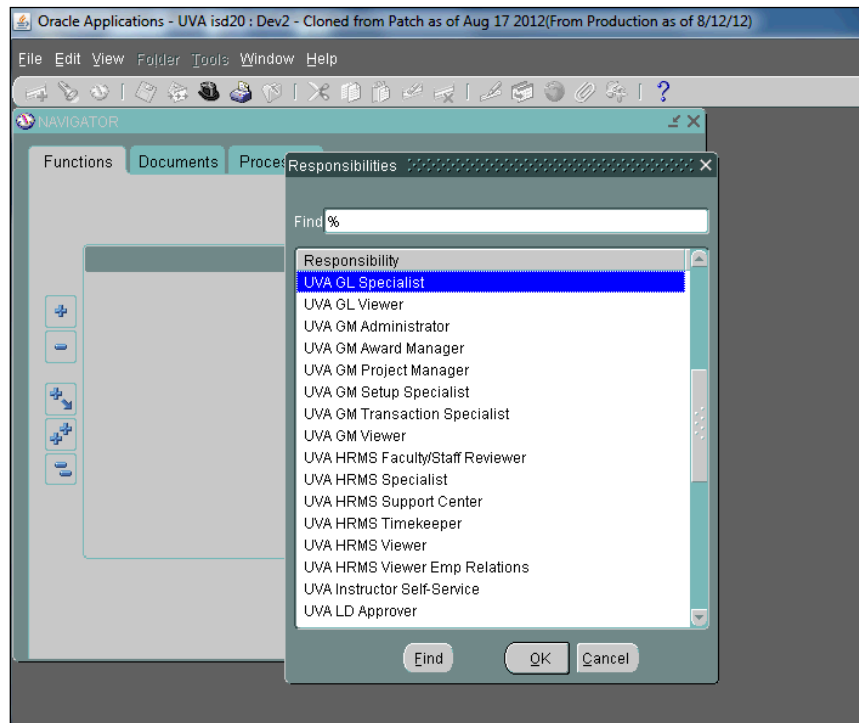 Oracle Applications - UVA isd20 : Dev2 - Cloned from Patch as of Aug 17 2012(From Production as of 8/12/12)
File Edit View Folder Tools Window Help
NAVIGATOR
Functions Documents
Responsibilities
Find %
Responsibility
UVA GL Specialist
UVA GL Viewer
UVA GM Administrator
UVA GM Award Manager
UVA GM Project Manager
UVA GM Setup Specialist
UVA GM Transaction Specialist
UVA GM Viewer
UVA HRMS Faculty/Staff Reviewer
UVA HRMS Specialist
UVA HRMS Support Center
UVA HRMS Timekeeper
UVA HRMS Viewer
UVA HRMS Viewer Emp Relations
UVA Instructor Self-Service
UVA LD Approver
Find OK Cancel